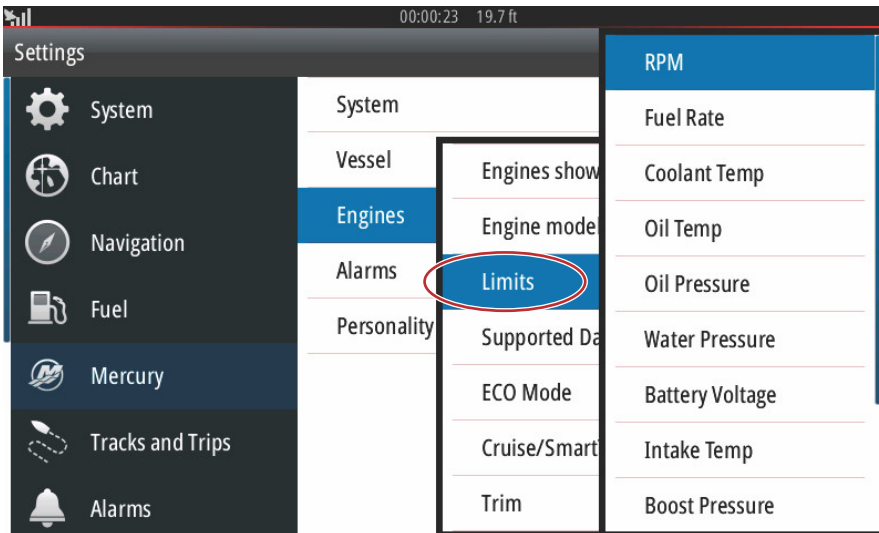 00:00:23 19.7 ft
Settings
System
Chart
Navigation
Fuel
Mercury
Tracks and Trips
Alarms
System
Vessel
Engines
Alarms
Personality
Engines show
Engine model
Limits
Supported Da
ECO Mode
Cruise/Smart
Trim
RPM
Fuel Rate
Coolant Temp
Oil Temp
Oil Pressure
Water Pressure
Battery Voltage
Intake Temp
Boost Pressure